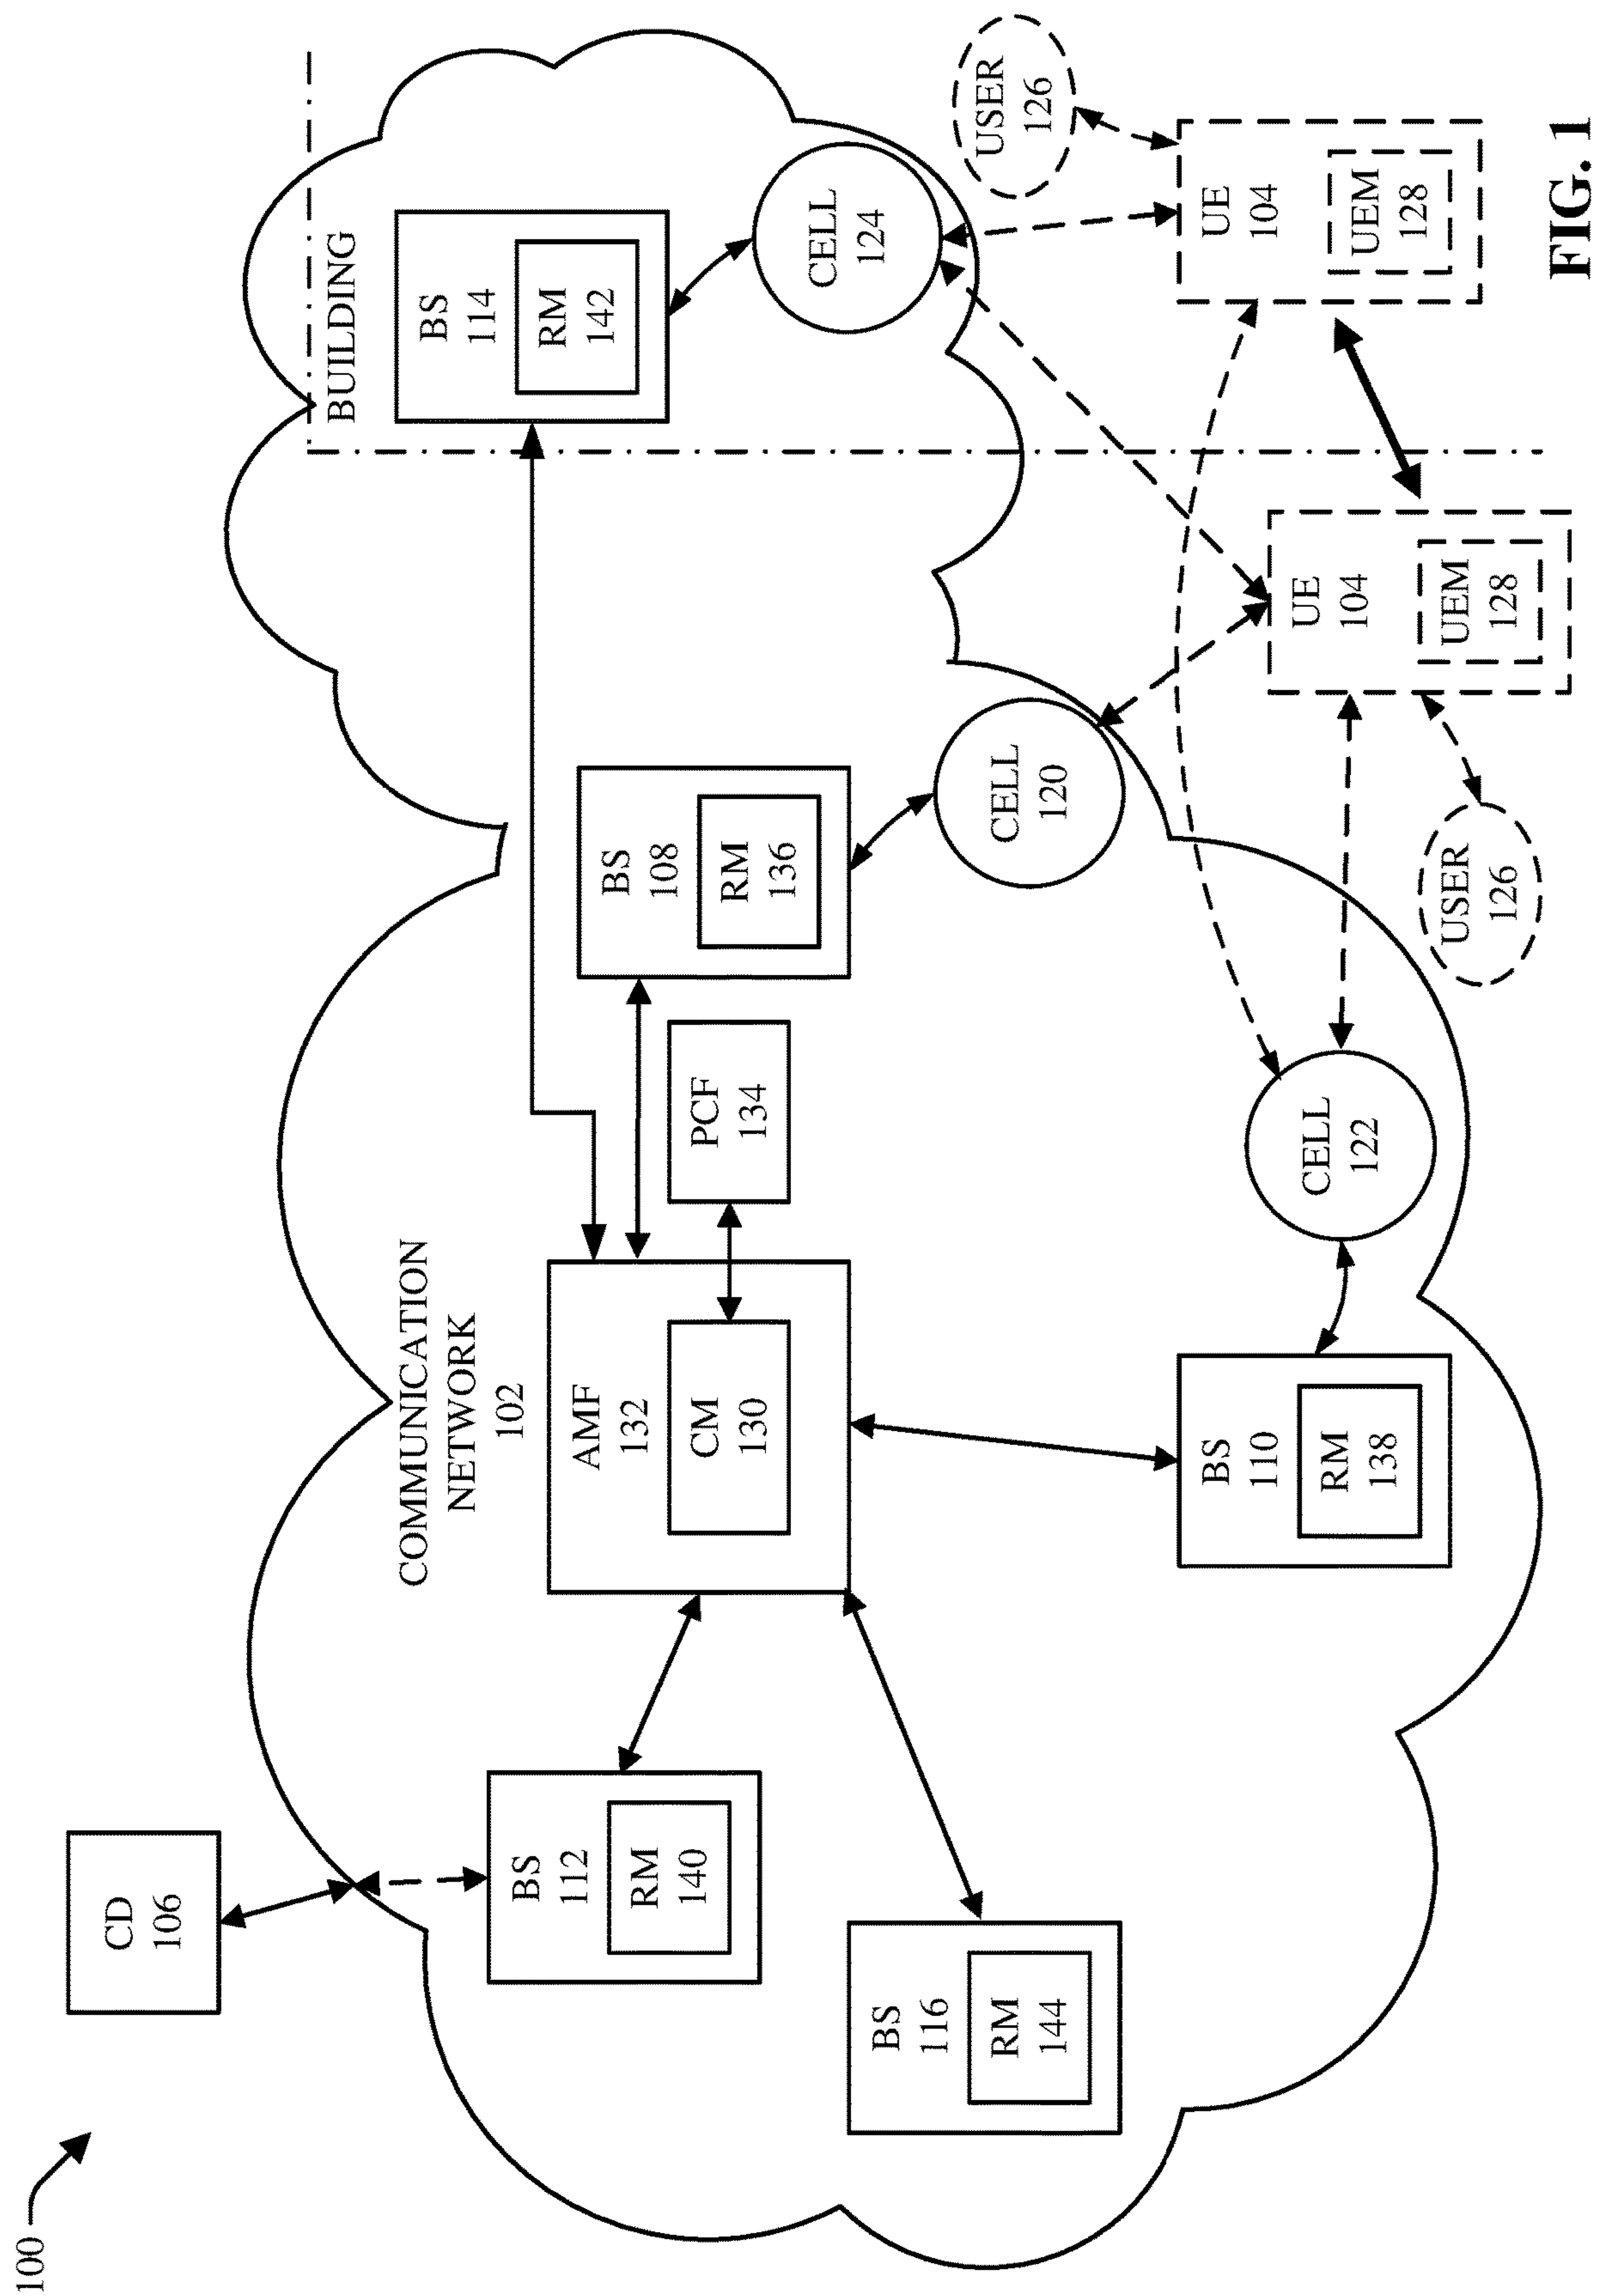 100
CD
106
COMMUNICATION
NETWORK
102
BUILDING
BS
112
RM
140
AMF
132
CM
130
PCF
134
BS
108
RM
136
BS
114
RM
142
CELL
124
CELL
120
BS
116
RM
144
BS
110
RM
138
CELL
122
USER
126
UE
104
UEM
128
UE
104
UEM
128
USER
126
FIG. 1